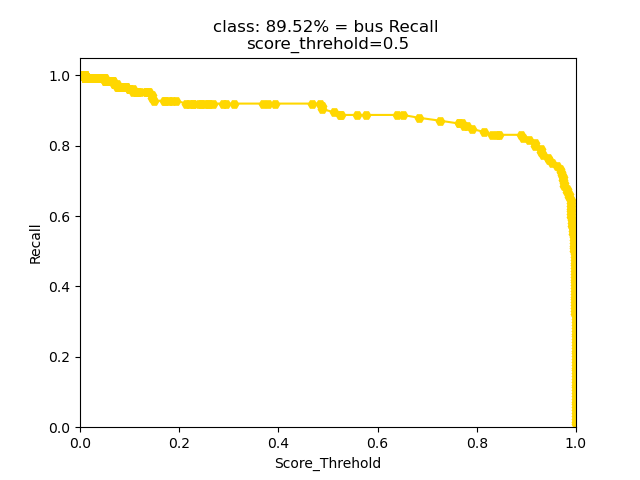 class: 89.52% = bus Recall
score_threhold=0.5
1.0
0.8
0.6
0.4
0.2
0.0
Recall
0.0 0.2 0.4 0.6 0.8 1.0
Score_Threhold